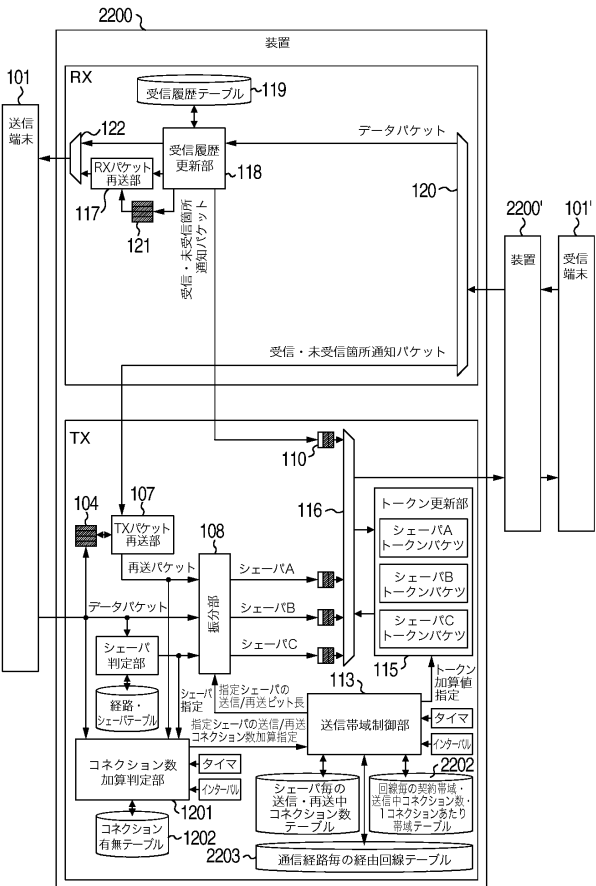 2200
装置
101
送信
端末
RX
受信履歴テーブル
119
122
受信履歴
更新部
118
データパケット
RXパケット
再送部
117
121
受信・未受信箇所
通知パケット
120
2200'
装置
101'
受信
端末
受信・未受信箇所通知パケット
TX
110
116
104
107
TXパケット
再送部
108
振分部
再送パケット
データパケット
シェーパA
シェーパB
シェーパC
トークン更新部
シェーパA
トークンバケツ
シェーパB
トークンバケツ
シェーパC
トークンバケツ
115
シェーパ
判定部
経路・
シェーパテーブル
シェーパ
指定
指定シェーパの
送信/再送ビット長
指定シェーパの送信/再送
コネクション数加算指定
113
送信帯域制御部
トークン
加算値
指定
タイマ
インターバル
コネクション数
加算判定部
タイマ
インターバル
1201
コネクション
有無テーブル
1202
シェーパ毎の
送信・再送中
コネクション数
テーブル
2202
回線毎の契約帯域・
送信中コネクション数・
1コネクションあたり
帯域テーブル
2203
通信経路毎の経由回線テーブル